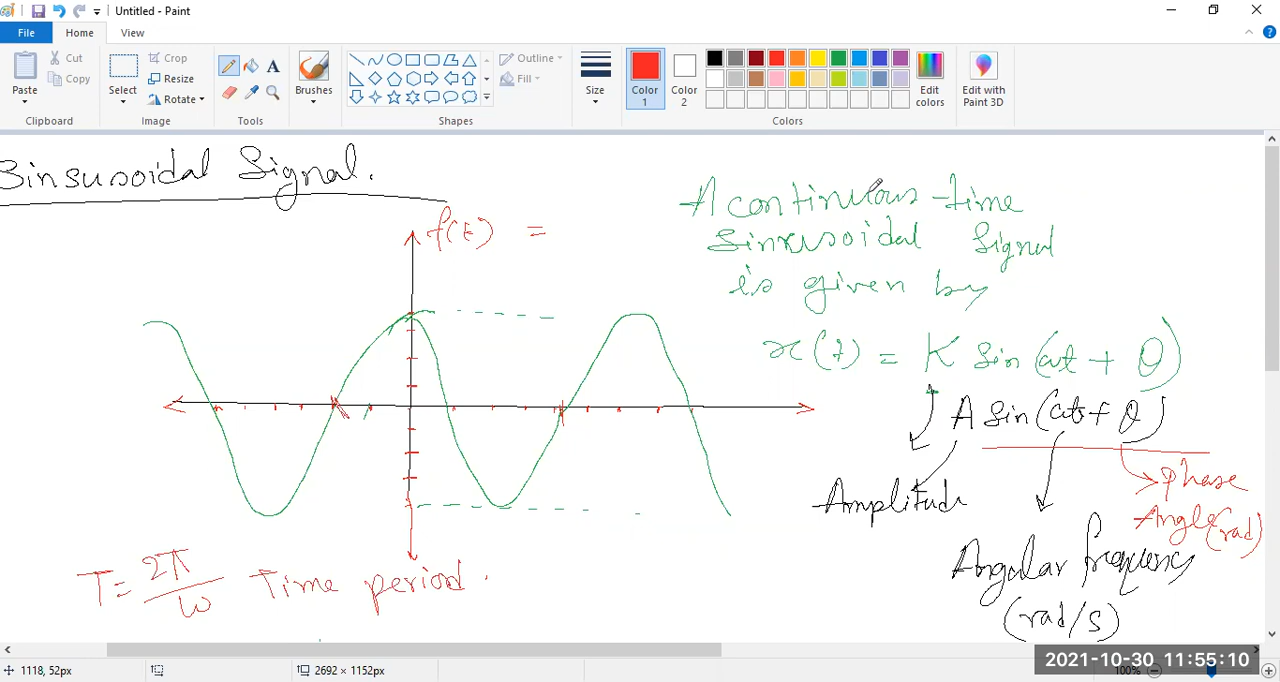 Untitled - Paint
File Home View
Paste
Cut
Copy
Clipboard
Select
Crop
Resize
Rotate
Image
A
Tools
Brushes
Shapes
Outline
Fill
Size
Color 1
Color 2
Edit colors
Colors
Edit with Paint 3D
Sinsusoidal Signal.
f(t) =
A continuous-time
Sinusoidal Signal
is given by
x(t) = K Sin(ωt + θ)
A Sin(ωt + θ)
Amplitude
Phase
Angle (rad)
Angular frequency
(rad/s)
T = 2π/ω Time period.
1118, 52px
2692 × 1152px
100%
2021-10-30 11:55:10